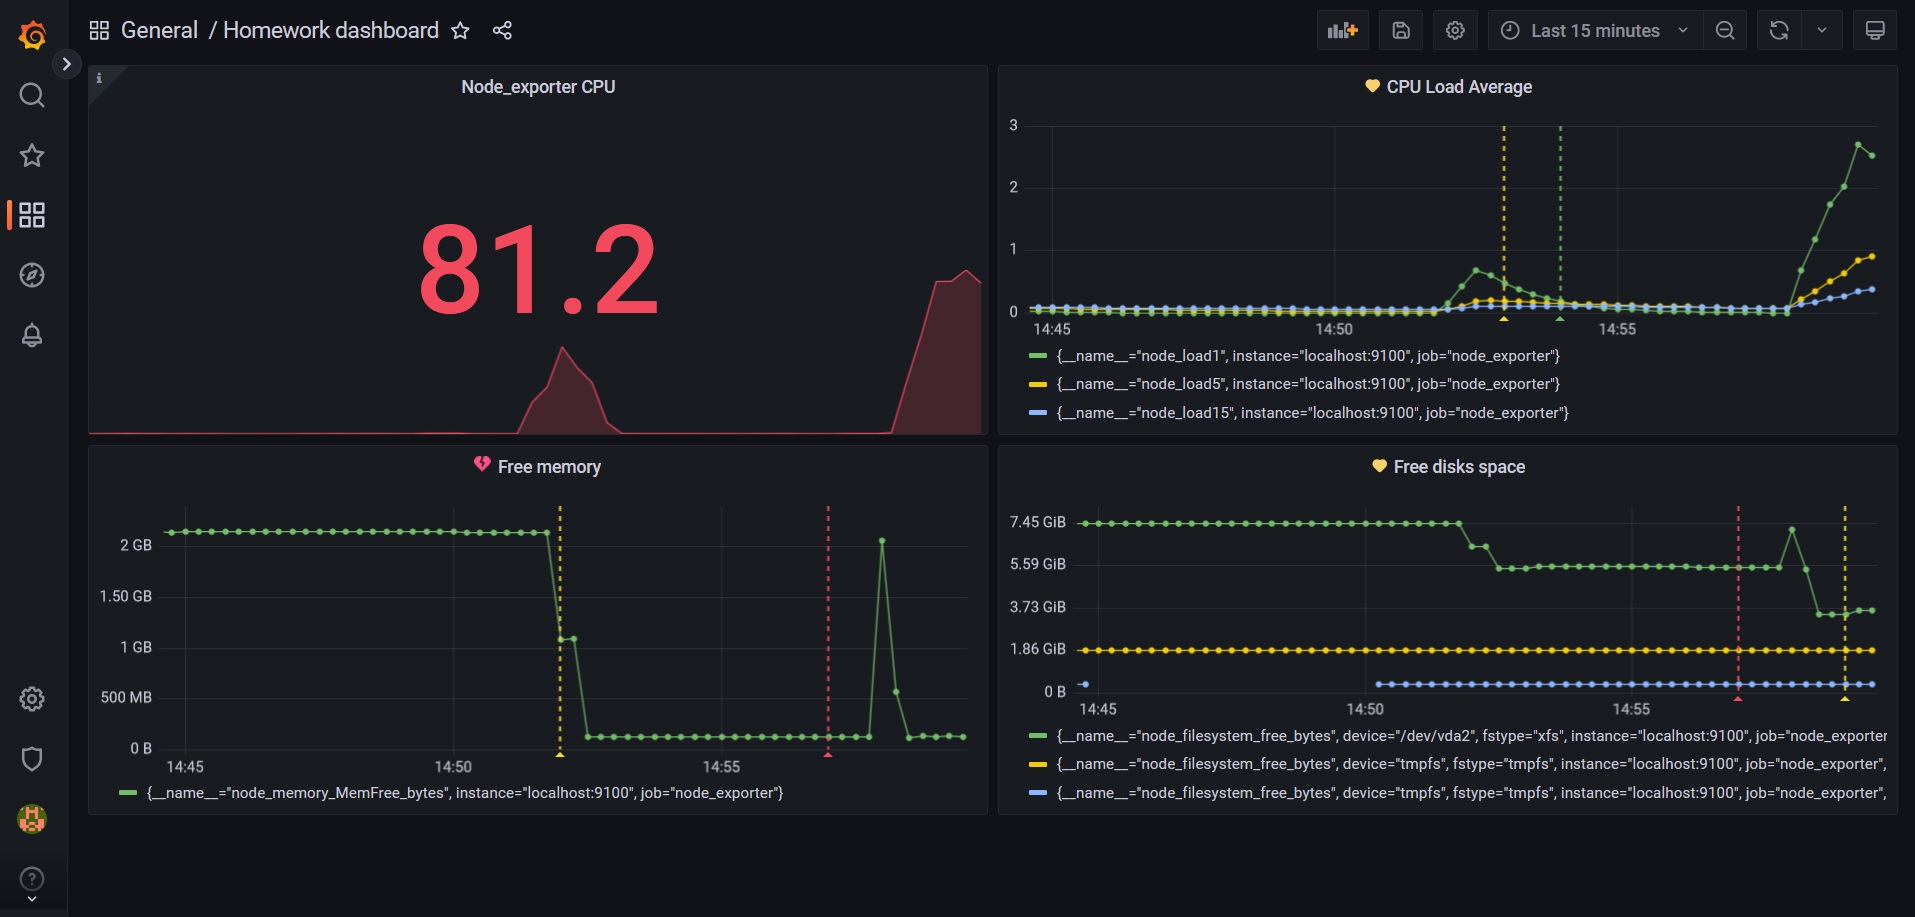 General / Homework dashboard
Last 15 minutes
i
Node_exporter CPU
81.2
CPU Load Average
3
2
1
0
14:45 14:50 14:55
{__name__="node_load1", instance="localhost:9100", job="node_exporter"}
{__name__="node_load5", instance="localhost:9100", job="node_exporter"}
{__name__="node_load15", instance="localhost:9100", job="node_exporter"}
Free memory
2 GB
1.50 GB
1 GB
500 MB
0 B
14:45 14:50 14:55
{__name__="node_memory_MemFree_bytes", instance="localhost:9100", job="node_exporter"}
Free disks space
7.45 GiB
5.59 GiB
3.73 GiB
1.86 GiB
0 B
14:45 14:50 14:55
{__name__="node_filesystem_free_bytes", device="/dev/vda2", fstype="xfs", instance="localhost:9100", job="node_exporter
{__name__="node_filesystem_free_bytes", device="tmpfs", fstype="tmpfs", instance="localhost:9100", job="node_exporter",
{__name__="node_filesystem_free_bytes", device="tmpfs", fstype="tmpfs", instance="localhost:9100", job="node_exporter",